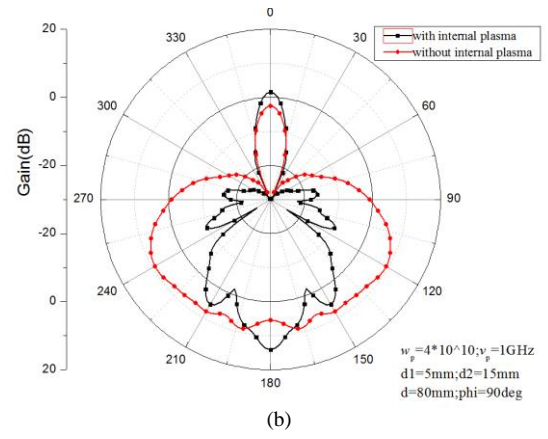 0
20
330
30
with internal plasma
without internal plasma
0
300
60
-20
Gain(dB)
270
90
-20
240
120
0
210
150
20
180
w_p=4*10^10;v_p=1GHz
d1=5mm;d2=15mm
d=80mm;phi=90deg
(b)